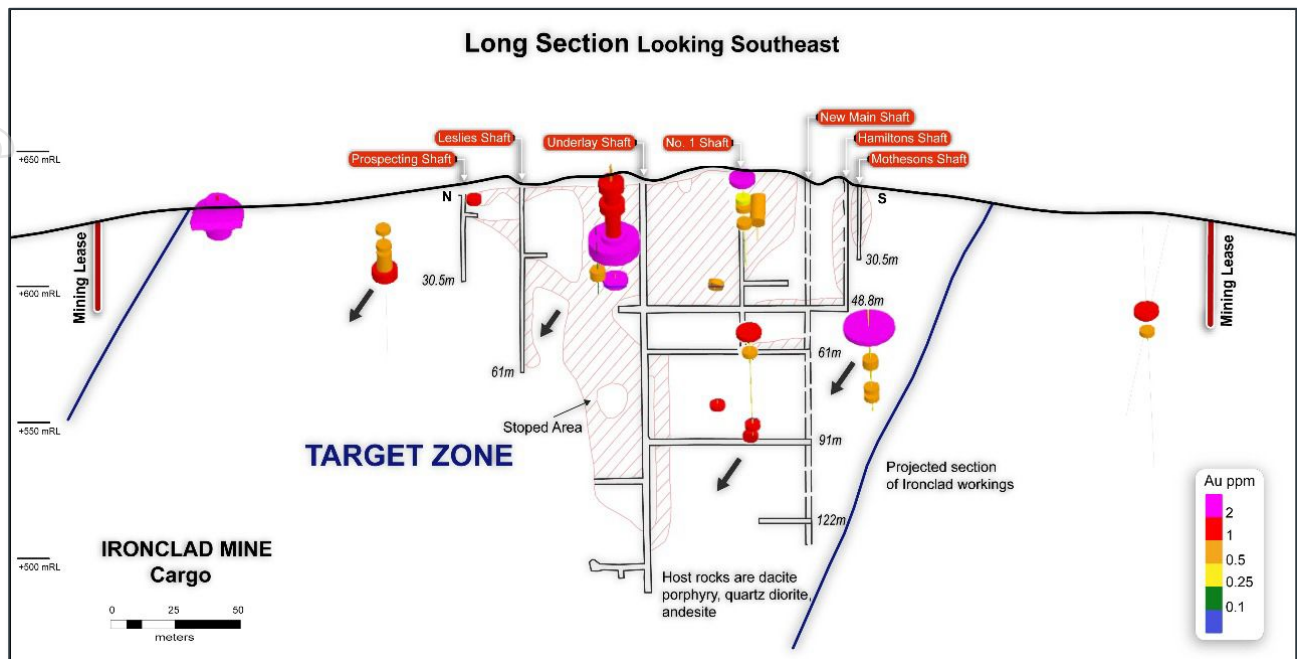 Long Section Looking Southeast
New Main Shaft
Leslies Shaft
Underlay Shaft
No. 1 Shaft
Hamiltons Shaft
Prospecting Shaft
Mothesons Shaft
+650 mRL
N
S
Mining Lease
30.5m
30.5m
+600 mRL
48.8m
Mining Lease
61m
61m
Stoped Area
+550 mRL
TARGET ZONE
91m
Projected section
of Ironclad workings
Au ppm
2
1
0.5
0.25
0.1
122m
IRONCLAD MINE
Cargo
+500 mRL
Host rocks are dacite
porphyry, quartz diorite,
andesite
0 25 50
meters